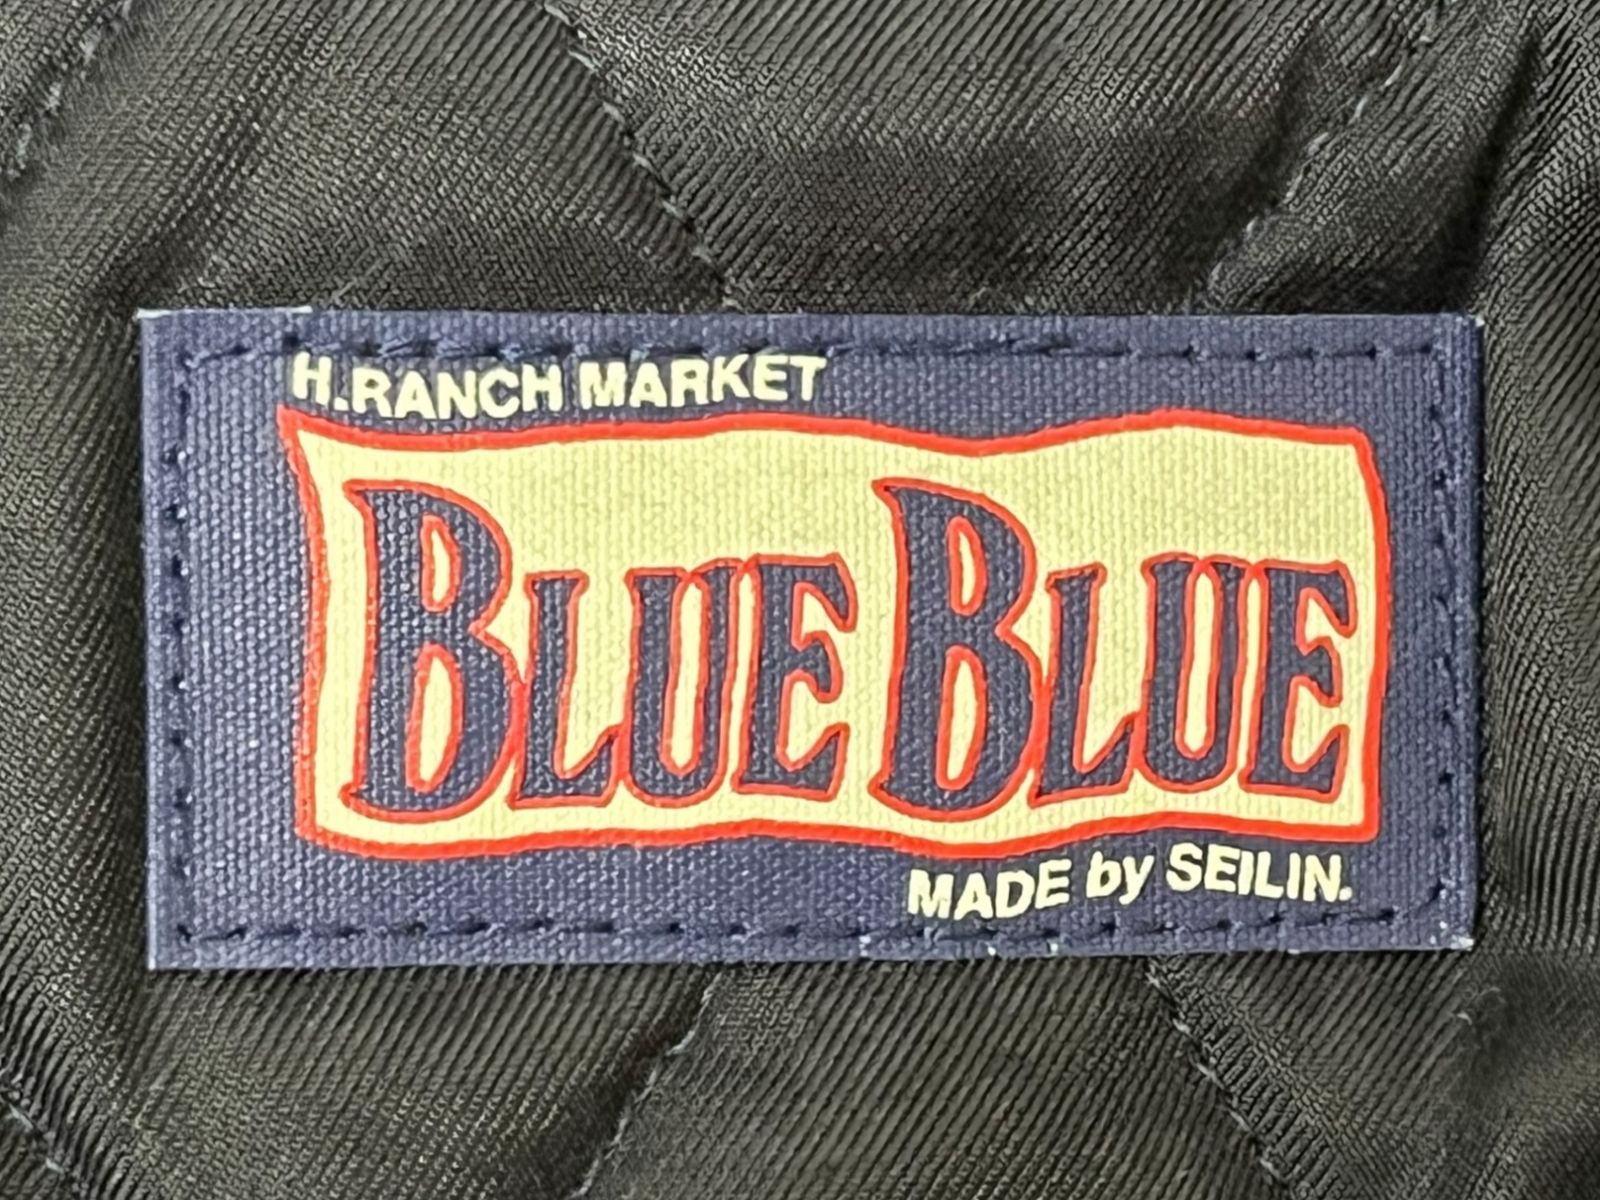 H.RANCH MARKET
BLUE BLUE
MADE by SEILIN.